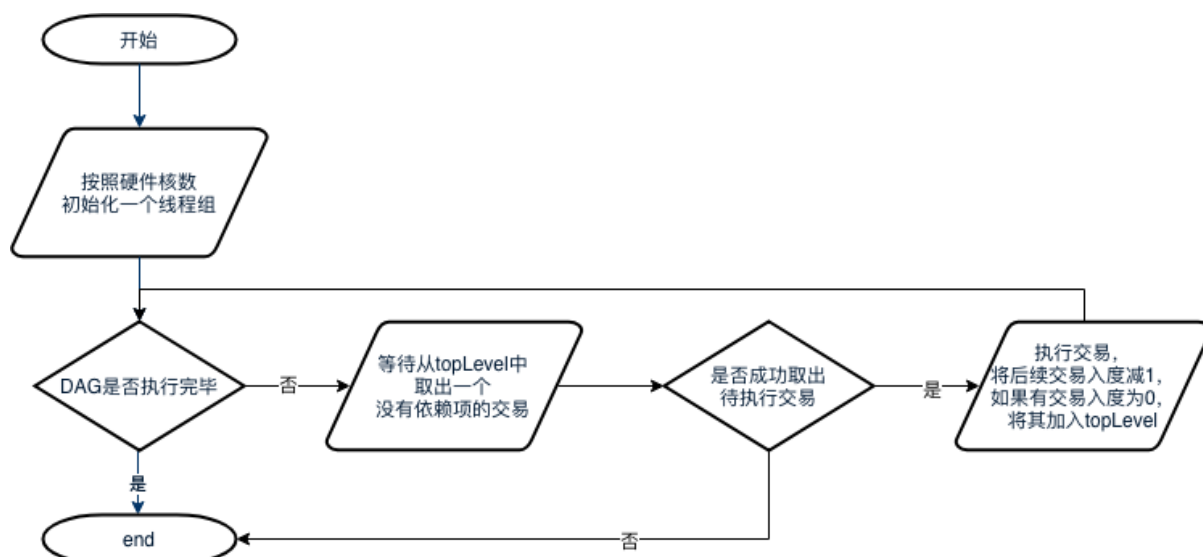 开始
按照硬件核数
初始化一个线程组
DAG是否执行完毕
否
等待从topLevel中
取出一个
没有依赖项的交易
是否成功取出
待执行交易
是
执行交易，
将后续交易入度减1，
如果有交易入度为0，
将其加入topLevel
是
end
否